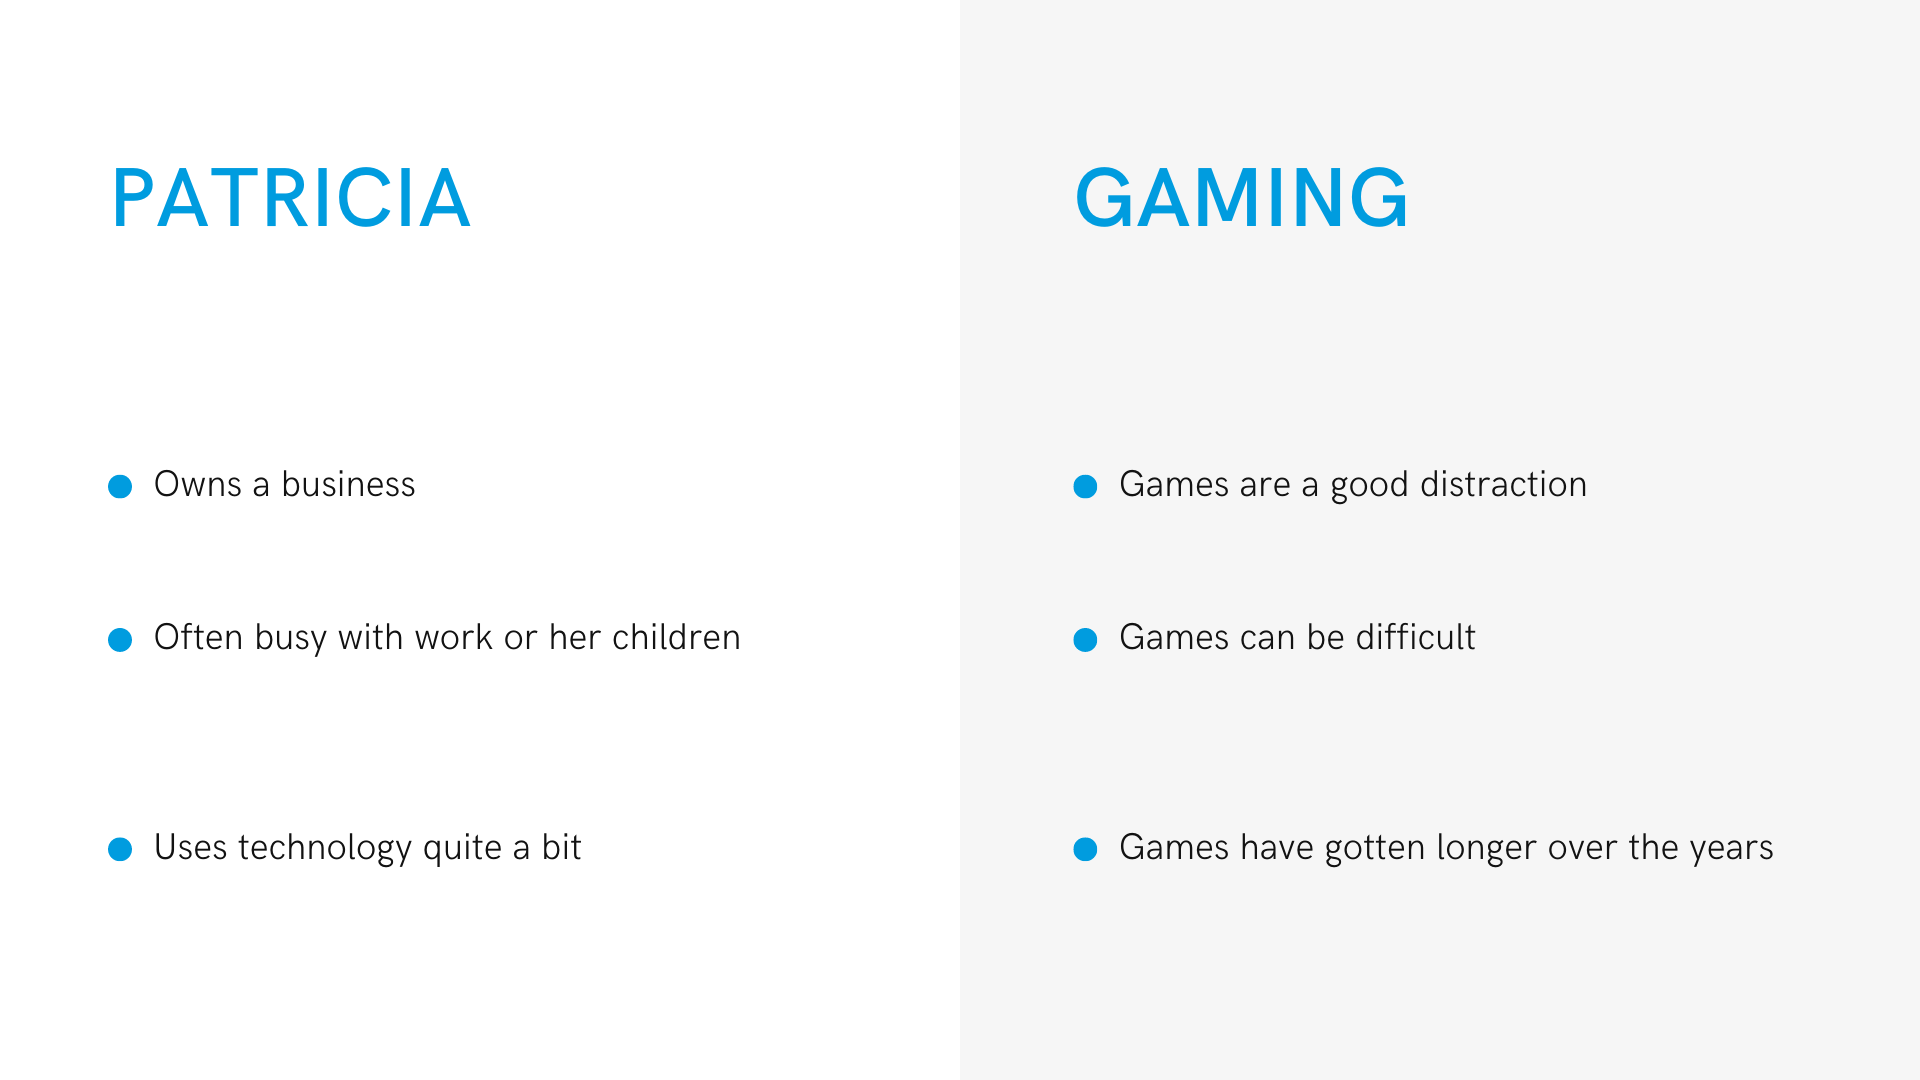 PATRICIA
Owns a business
Often busy with work or her children
Uses technology quite a bit
GAMING
Games are a good distraction
Games can be difficult
Games have gotten longer over the years